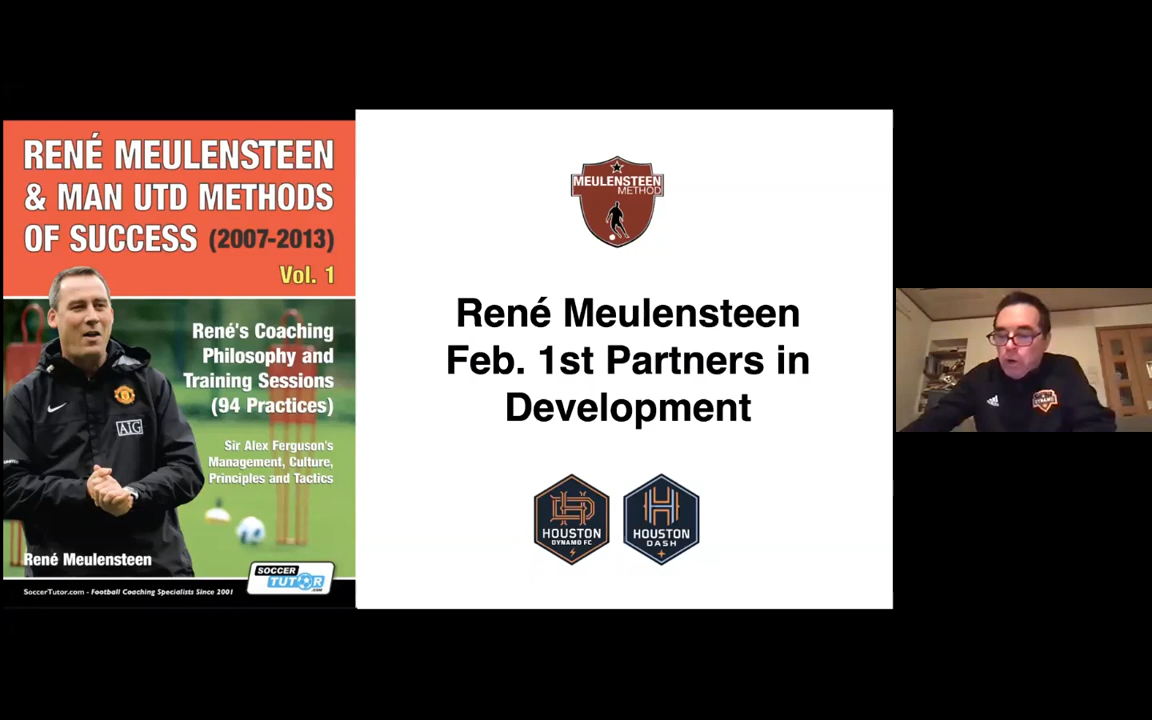 RENÉ MEULENSTEEN
& MAN UTD METHODS
OF SUCCESS (2007-2013)
Vol. 1
René's Coaching
Philosophy and
Training Sessions
(94 Practices)
AIG
Sir Alex Ferguson's
Management, Culture,
Principles and Tactics
René Meulensteen
SOCCER
TUTOR
.COM
SoccerTutor.com - Football Coaching Specialists Since 2001
MEULENSTEEN
METHOD
René Meulensteen
Feb. 1st Partners in
Development
HOUSTON
DYNAMO FC
HOUSTON
DASH